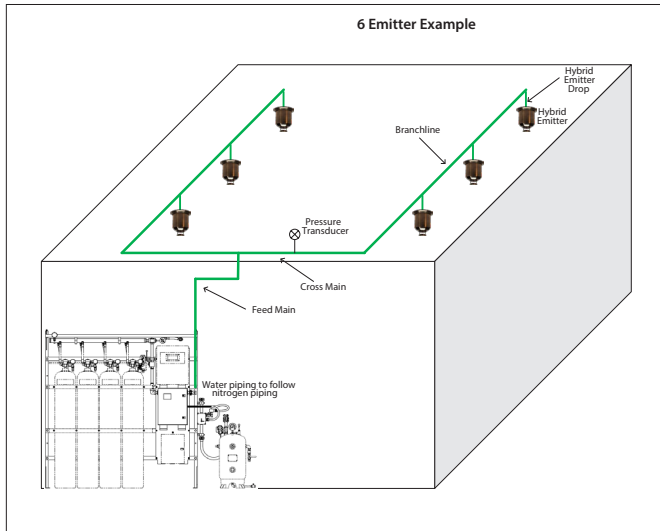 6 Emitter Example
Hybrid
Emitter
Drop
Hybrid
Emitter
Branchline
Pressure
Transducer
Cross Main
Feed Main
Water piping to follow
nitrogen piping